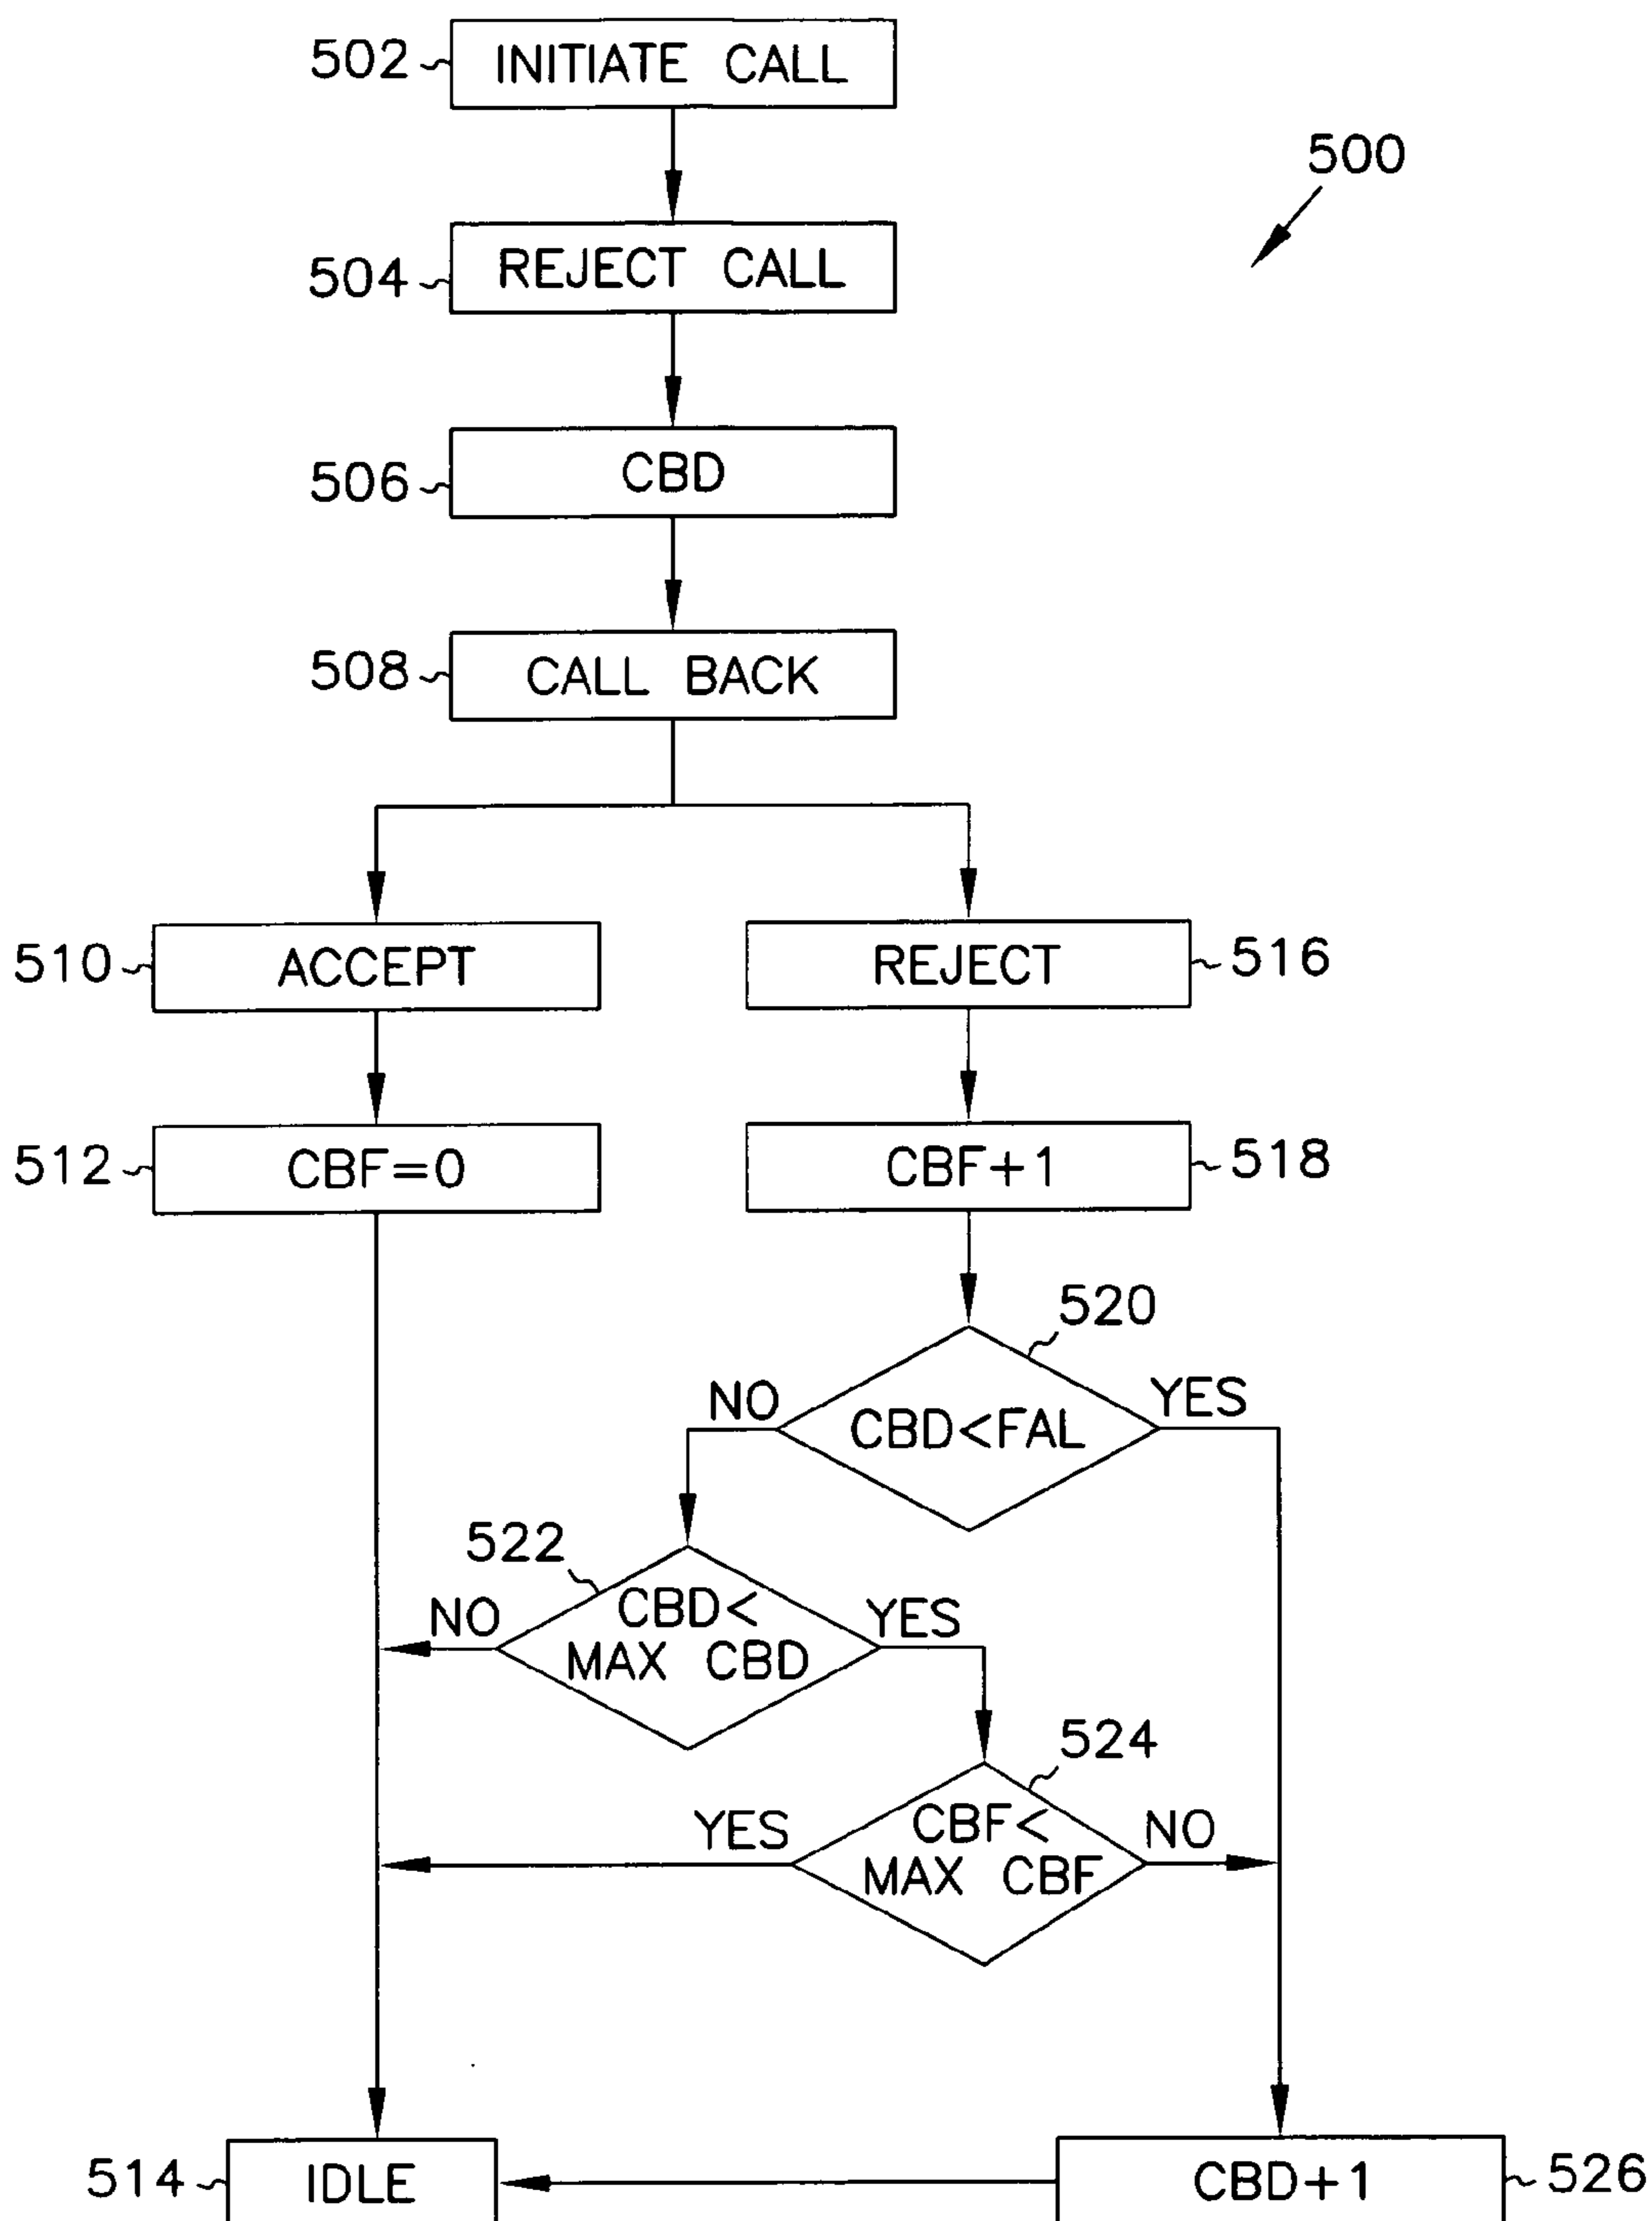 502 INITIATE CALL
500
504 REJECT CALL
506 CBD
508 CALL BACK
510 ACCEPT
REJECT 516
512 CBF=0
CBF+1 518
520
NO CBD<FAL YES
522
NO CBD< YES
MAX CBD
524
YES CBF< NO
MAX CBF
514 IDLE
CBD+1 526